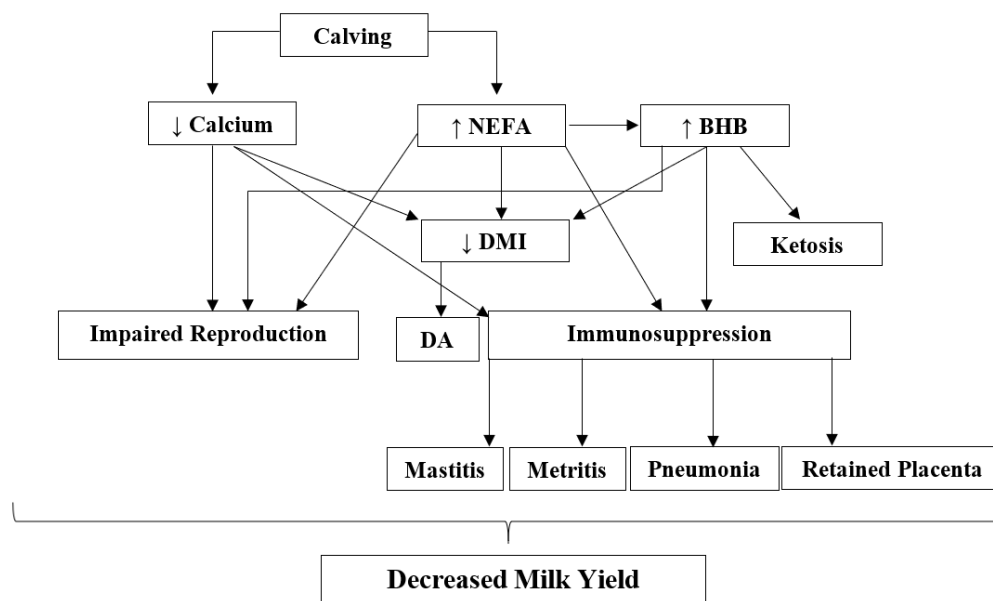 Calving
↓ Calcium
↑ NEFA
↑ BHB
↓ DMI
Ketosis
Impaired Reproduction
DA
Immunosuppression
Mastitis
Metritis
Pneumonia
Retained Placenta
Decreased Milk Yield